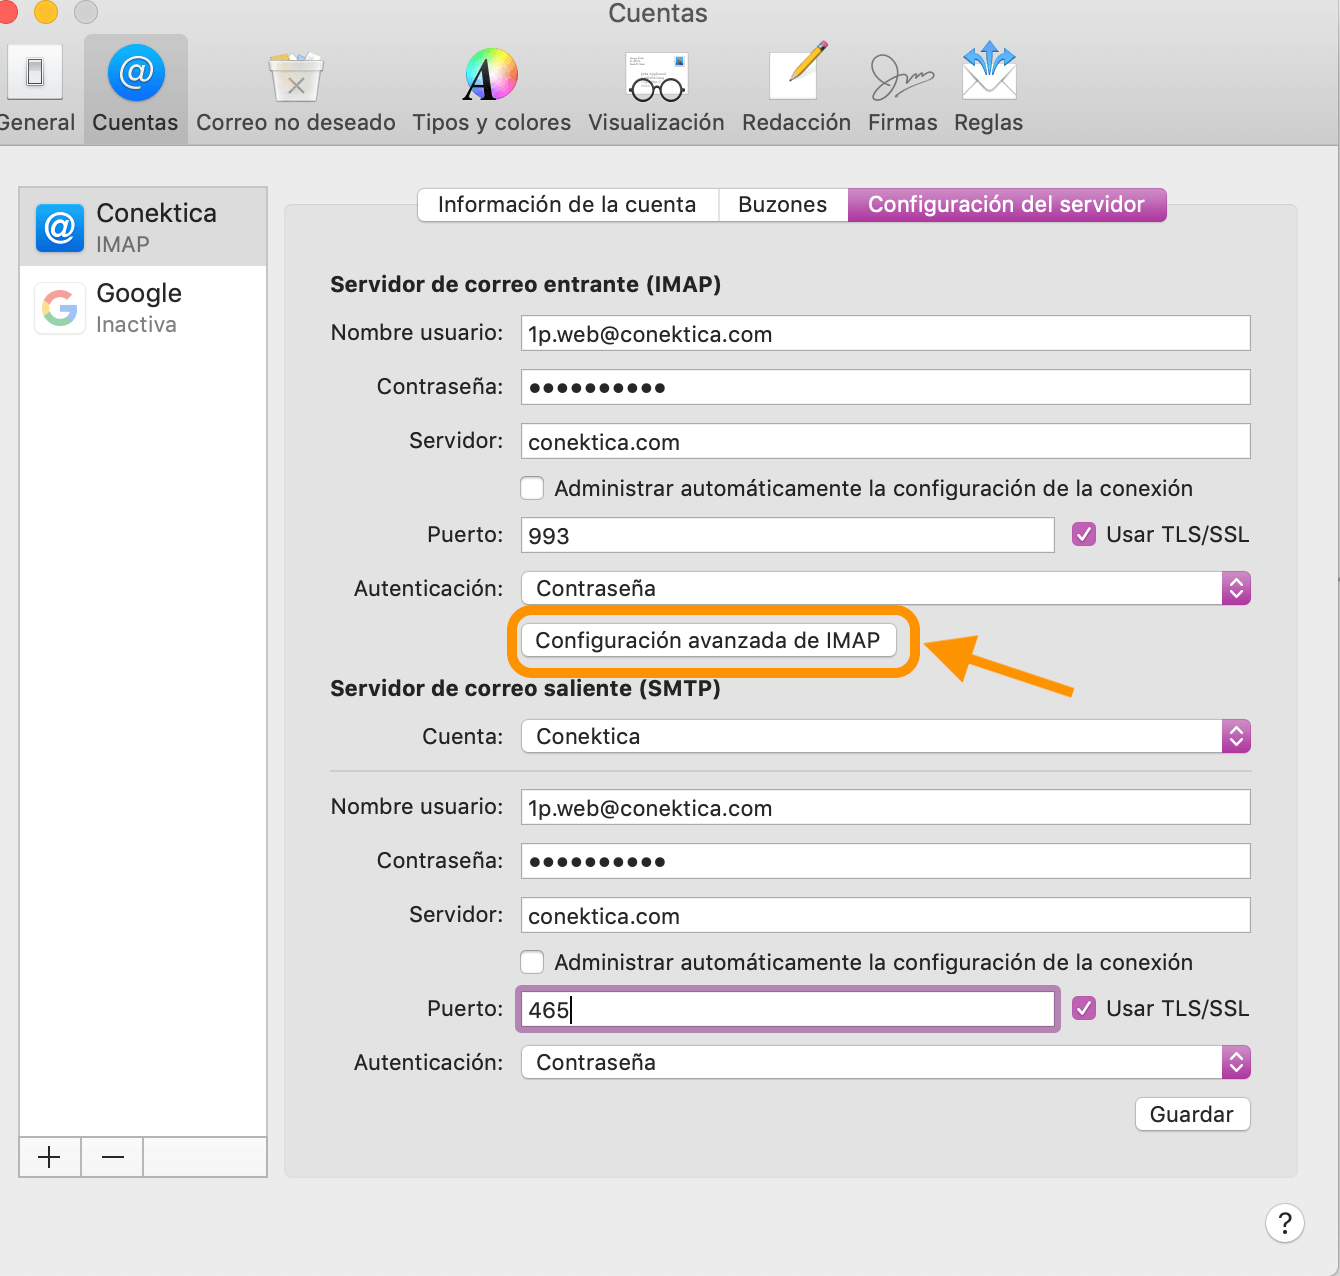 Cuentas
General
Cuentas
Correo no deseado
Tipos y colores
Visualización
Redacción
Firmas
Reglas
Conektica
IMAP
Google
Inactiva
Información de la cuenta
Buzones
Configuración del servidor
Servidor de correo entrante (IMAP)
Nombre usuario: 1p.web@conektica.com
Contraseña: ••••••••••
Servidor: conektica.com
Administrar automáticamente la configuración de la conexión
Puerto: 993 Usar TLS/SSL
Autenticación: Contraseña
Configuración avanzada de IMAP
Servidor de correo saliente (SMTP)
Cuenta: Conektica
Nombre usuario: 1p.web@conektica.com
Contraseña: ••••••••••
Servidor: conektica.com
Administrar automáticamente la configuración de la conexión
Puerto: 465 Usar TLS/SSL
Autenticación: Contraseña
Guardar
?